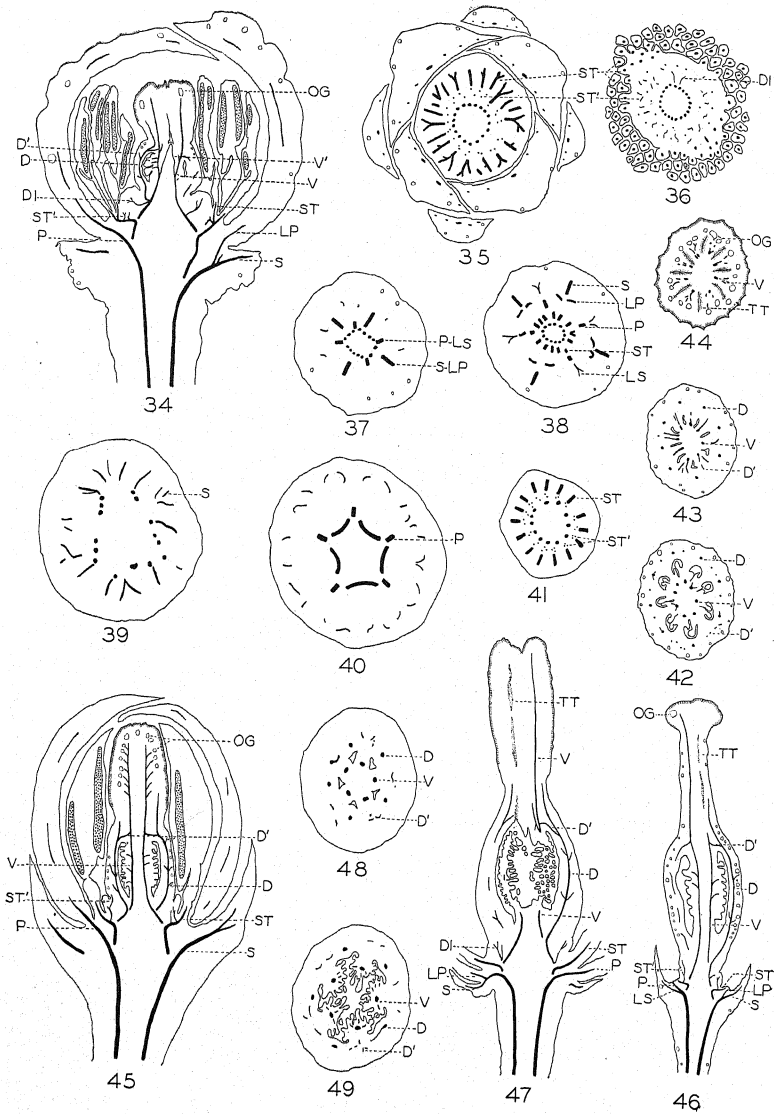 OG
D'
D
DI
ST'
P
V'
V
ST
LP
S
34
ST
ST'
35
DI
36
P-LS
S-LP
37
S
LP
P
ST
LS
38
OG
V
TT
44
S
39
P
40
ST
ST'
41
D
V
D'
43
D
V
D'
42
OG
D'
V
D
ST'
P
ST
S
45
D
V
D'
48
V
D
D'
49
TT
V
D'
D
V
DI
ST
LP
P
S
47
OG
TT
D'
D
V
ST'
ST
P
LP
LS
S
46